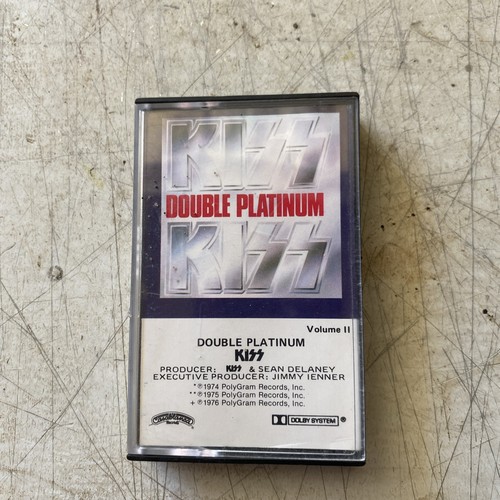 KISS
DOUBLE PLATINUM
KISS
Volume II
DOUBLE PLATINUM
KISS
PRODUCER: KISS & SEAN DELANEY
EXECUTIVE PRODUCER: JIMMY IENNER
*℗1974 PolyGram Records, Inc.
**℗1975 PolyGram Records, Inc.
+ ℗1976 PolyGram Records, Inc.
Casablanca
DOLBY SYSTEM ®